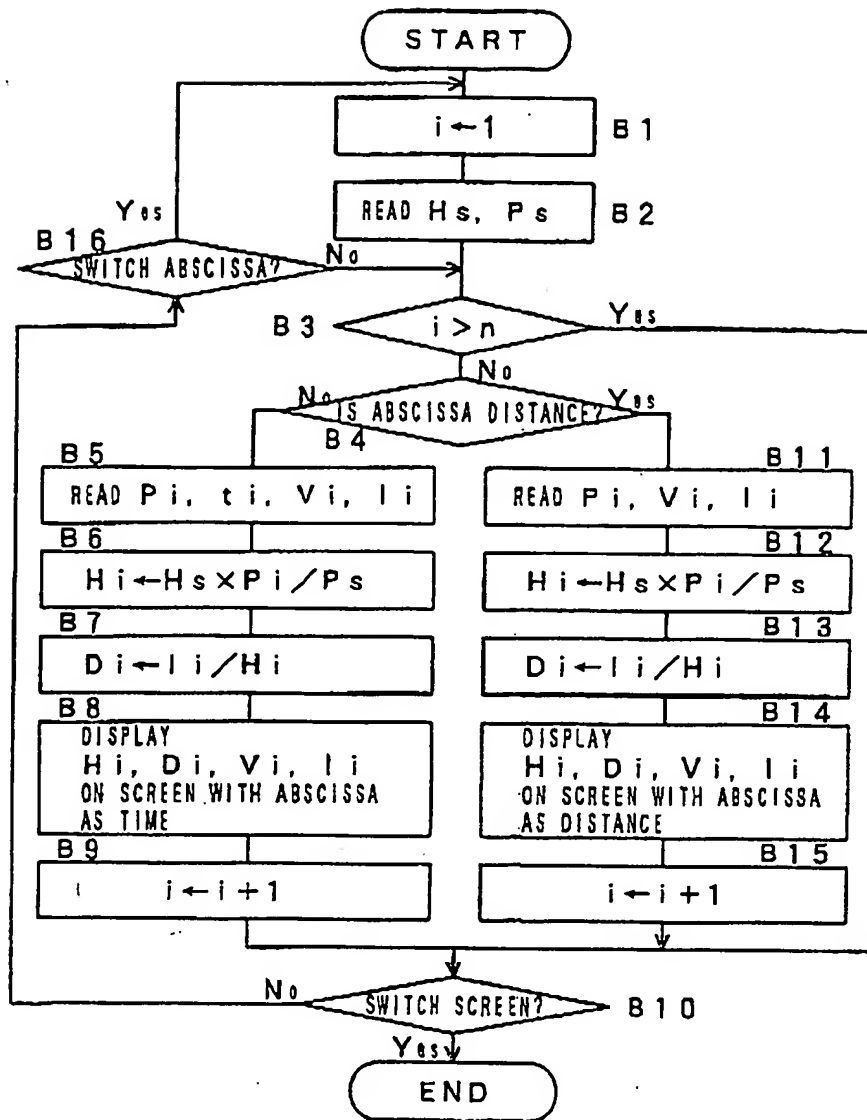 START
i←1 B1
READ Hs, Ps B2
Yes
B16
SWITCH ABSCISSA? No
B3 i>n Yes
No
No IS ABSCISSA DISTANCE? Yes
B4
B5 B11
READ Pi, ti, Vi, Ii READ Pi, Vi, Ii
B6 B12
Hi←Hs×Pi/Ps Hi←Hs×Pi/Ps
B7 B13
Di←Ii/Hi Di←Ii/Hi
B8 B14
DISPLAY DISPLAY
Hi, Di, Vi, Ii Hi, Di, Vi, Ii
ON SCREEN WITH ABSCISSA ON SCREEN WITH ABSCISSA
AS TIME AS DISTANCE
B9 B15
i←i+1 i←i+1
No SWITCH SCREEN? B10
Yes
END